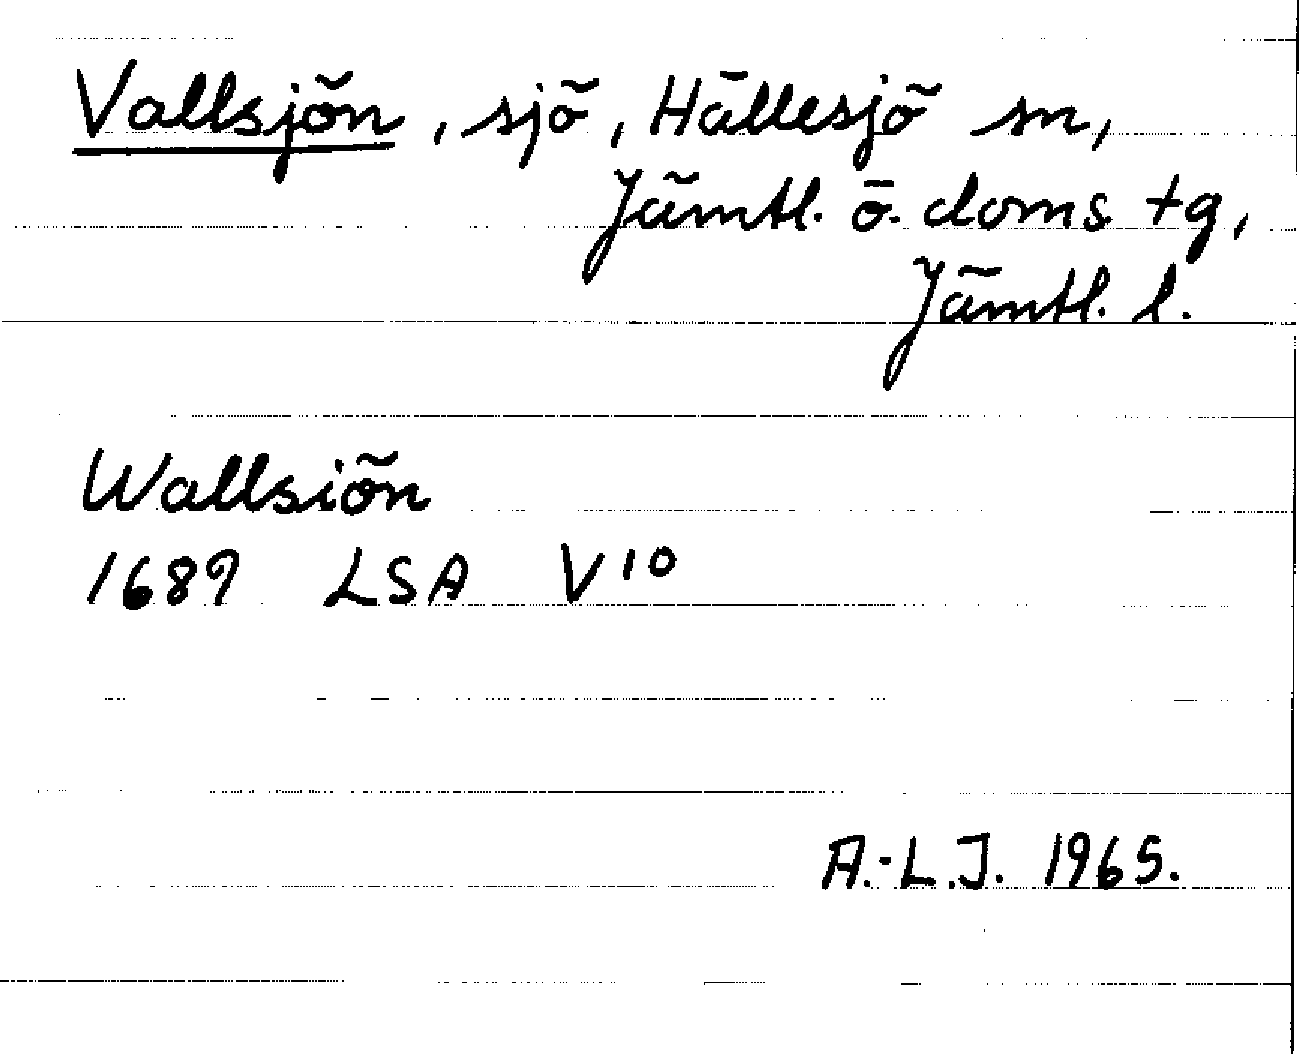 Vallsjön, sjö, Hällesjö sn,
Jämtl. ö. doms tg,
Jämtl. l.
Wallsiön
1689 LSA V10
A.-L.J. 1965.